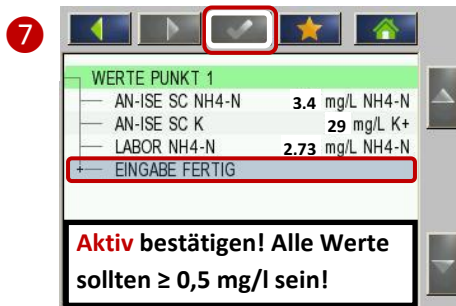 7
WERTE PUNKT 1
AN-ISE SC NH4-N 3.4 mg/L NH4-N
AN-ISE SC K 29 mg/L K+
LABOR NH4-N 2.73 mg/L NH4-N
+ EINGABE FERTIG
Aktiv bestätigen! Alle Werte
sollten ≥ 0,5 mg/l sein!